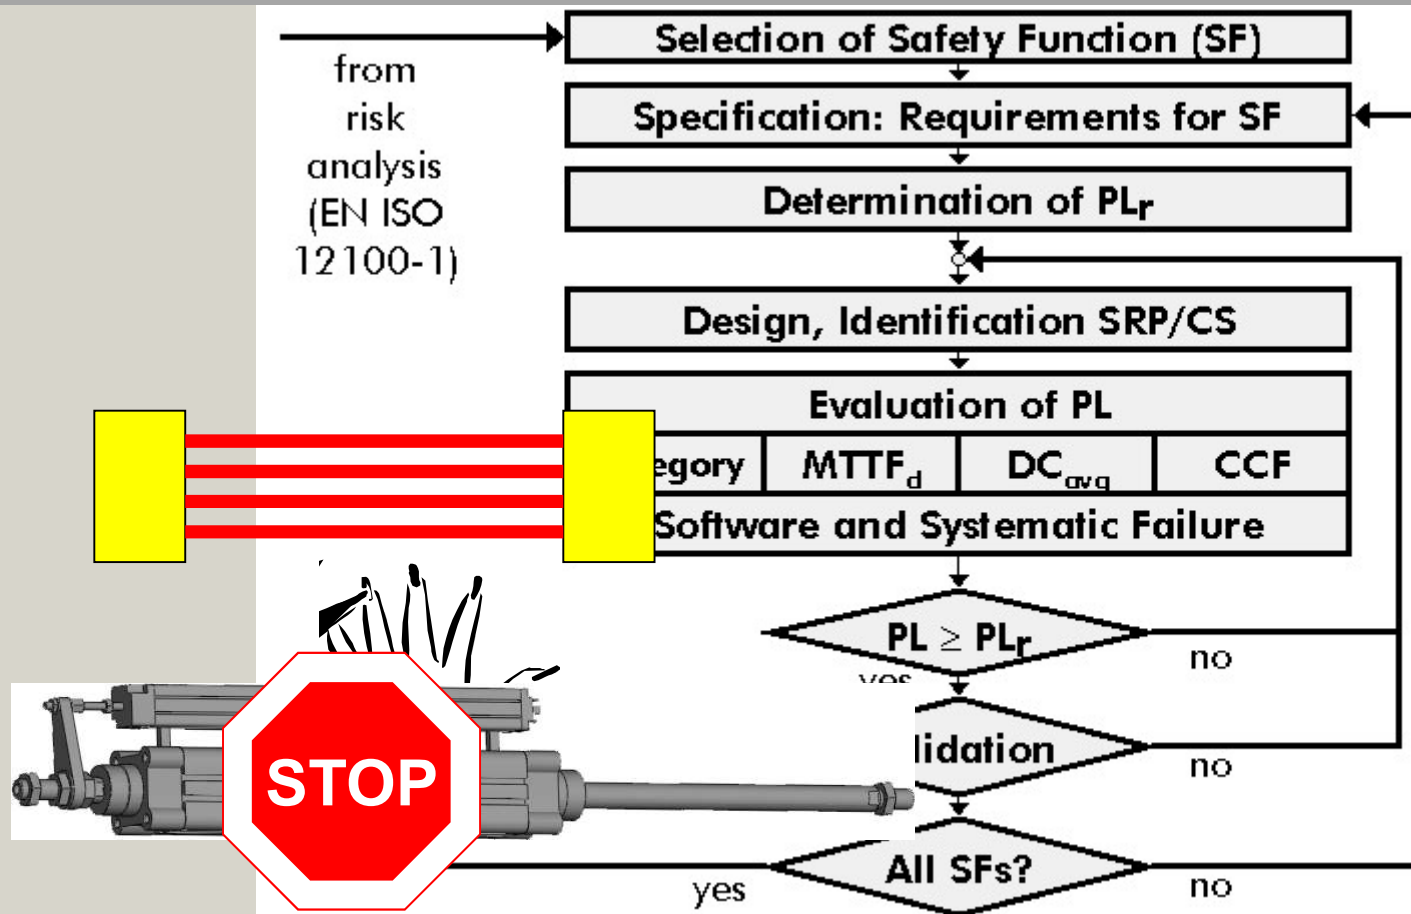 Selection of Safety Function (SF)
from
risk
analysis
(EN ISO
12100-1)
Specification: Requirements for SF
Determination of PLr
Design, Identification SRP/CS
Evaluation of PL
egory MTTFd DCavg CCF
Software and Systematic Failure
PL ≥ PLr
no
yes
lidation
no
STOP
All SFs?
yes
no